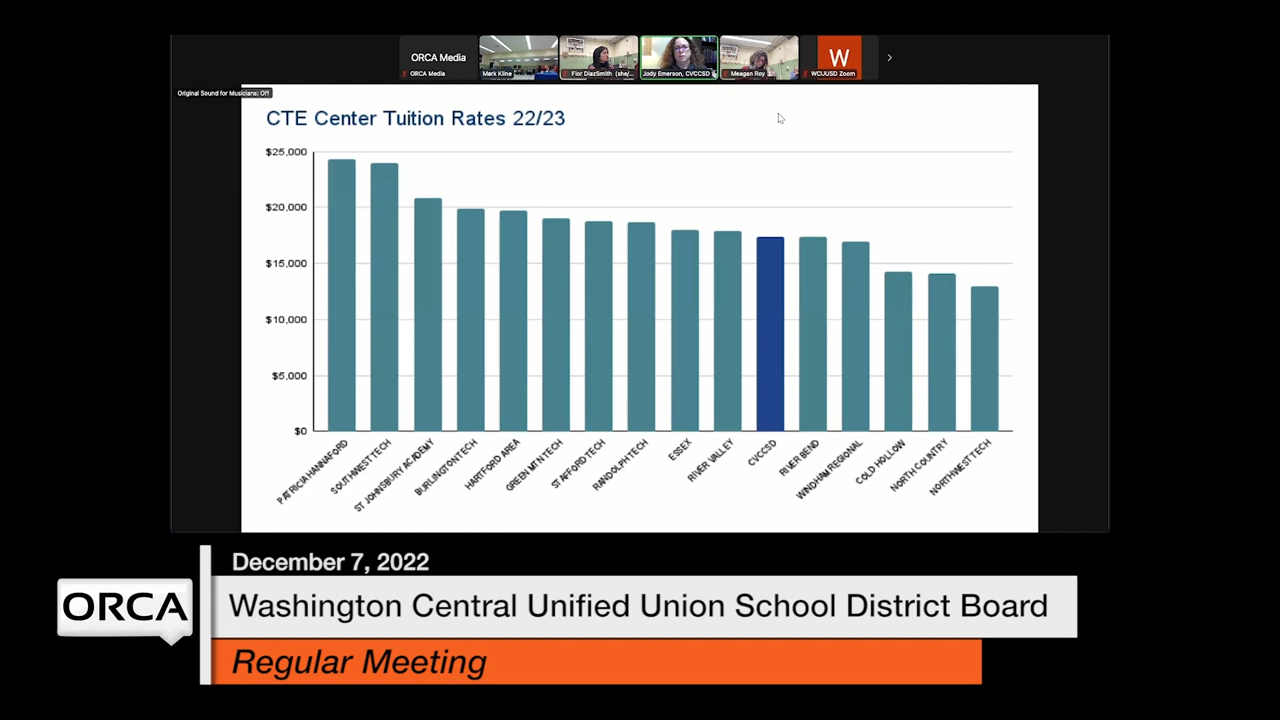 ORCA Media
ORCA Media
Mark Kline
Flor DiazSmith (she/...
Jody Emerson, CVCCSD
Meagan Roy
W
WCUUSD Zoom
Original Sound for Musicians: Off
CTE Center Tuition Rates 22/23
$25,000
$20,000
$15,000
$10,000
$5,000
$0
PATRICIA HANNAFORD
SOUTHWEST TECH
ST JOHNSBURY ACADEMY
BURLINGTON TECH
HARTFORD AREA
GREEN MTN TECH
STAFFORD TECH
RANDOLPH TECH
ESSEX
RIVER VALLEY
CVCCSD
RIVER BEND
WINDHAM REGIONAL
COLD HOLLOW
NORTH COUNTRY
NORTHWEST TECH
December 7, 2022
ORCA
Washington Central Unified Union School District Board
Regular Meeting